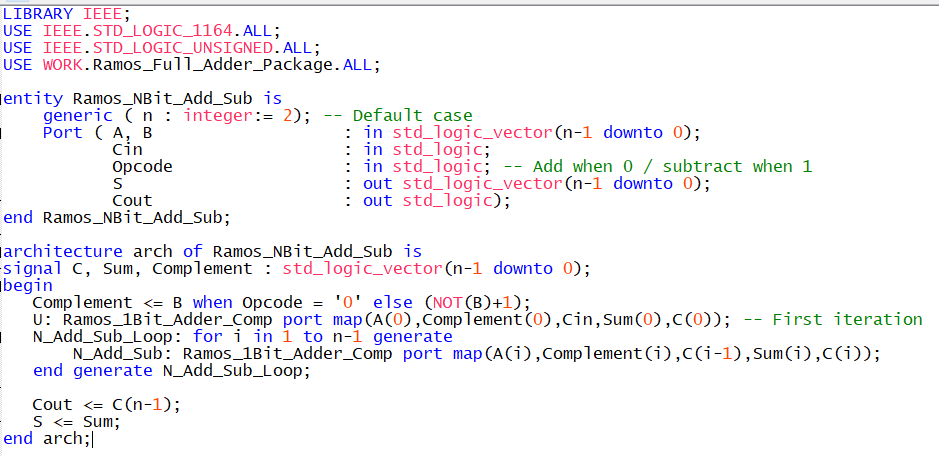 LIBRARY IEEE;
USE IEEE.STD_LOGIC_1164.ALL;
USE IEEE.STD_LOGIC_UNSIGNED.ALL;
USE WORK.Ramos_Full_Adder_Package.ALL;

entity Ramos_NBit_Add_Sub is
    generic ( n : integer:= 2); -- Default case
    Port ( A, B                   : in std_logic_vector(n-1 downto 0);
           Cin                    : in std_logic;
           Opcode                 : in std_logic; -- Add when 0 / subtract when 1
           S                      : out std_logic_vector(n-1 downto 0);
           Cout                   : out std_logic);
end Ramos_NBit_Add_Sub;

architecture arch of Ramos_NBit_Add_Sub is
signal C, Sum, Complement : std_logic_vector(n-1 downto 0);
begin
   Complement <= B when Opcode = '0' else (NOT(B)+1);
   U: Ramos_1Bit_Adder_Comp port map(A(0),Complement(0),Cin,Sum(0),C(0)); -- First iteration
   N_Add_Sub_Loop: for i in 1 to n-1 generate
       N_Add_Sub: Ramos_1Bit_Adder_Comp port map(A(i),Complement(i),C(i-1),Sum(i),C(i));
   end generate N_Add_Sub_Loop;

   Cout <= C(n-1);
   S <= Sum;
end arch;